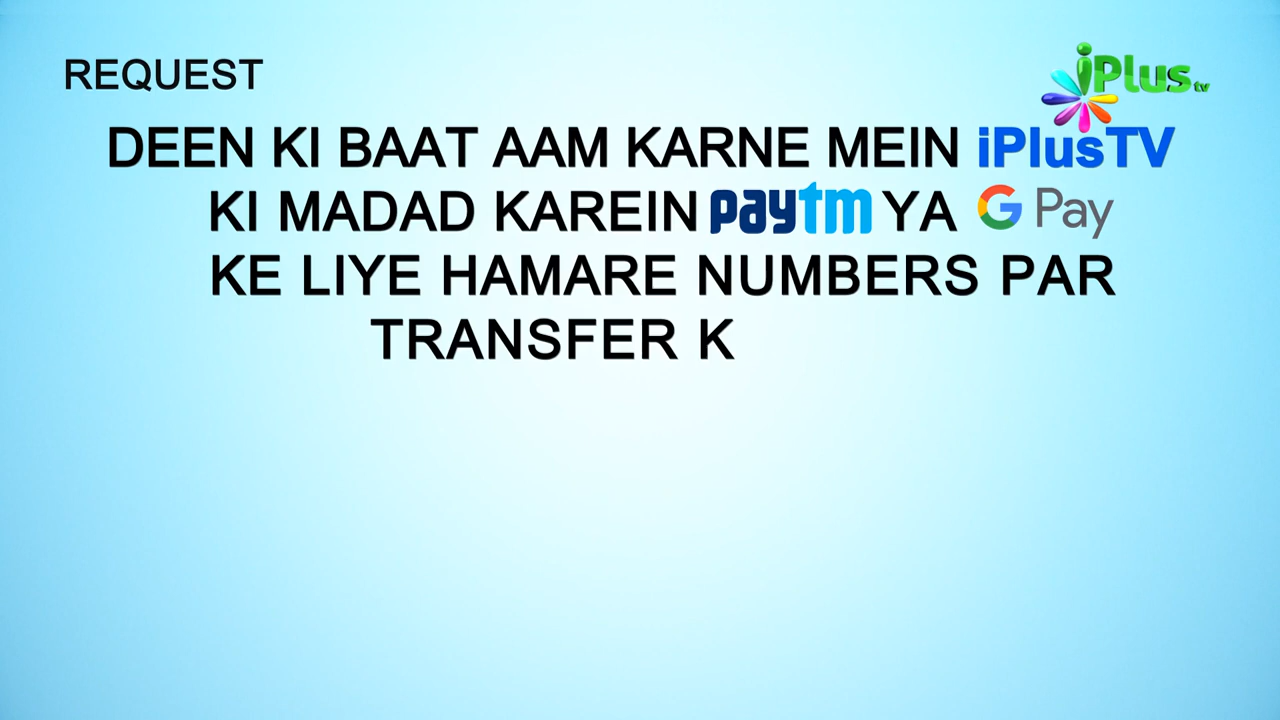 REQUEST
iPlus tv
DEEN KI BAAT AAM KARNE MEIN iPlusTV
KI MADAD KAREIN paytm YA G Pay
KE LIYE HAMARE NUMBERS PAR
TRANSFER K